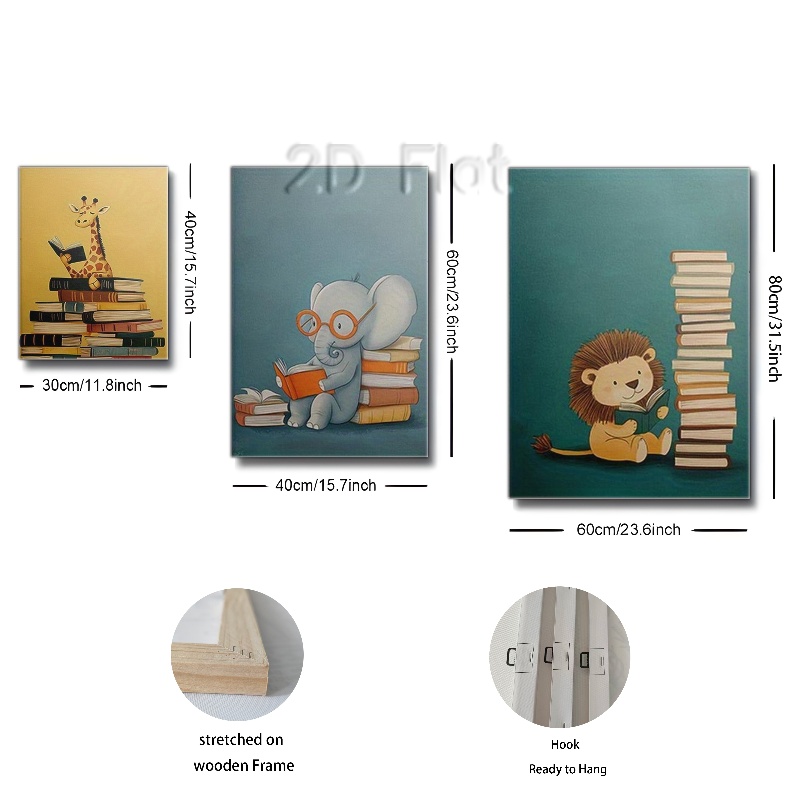 2D Flat
40cm/15.7inch
60cm/23.6inch
80cm/31.5inch
30cm/11.8inch
40cm/15.7inch
60cm/23.6inch
stretched on
wooden Frame
Hook
Ready to Hang